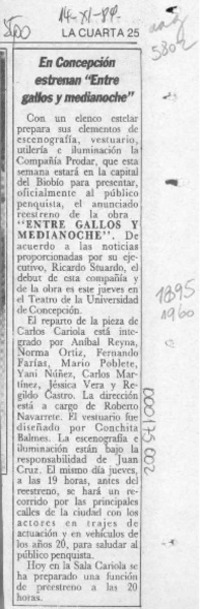 14-XI-89.
LA CUARTA 25
En Concepción
estrenan "Entre
gallos y medianoche"
Con un elenco estelar
prepara sus elementos de
escenografía, vestuario,
utilería e iluminación la
Compañía Prodar, que esta
semana estará en la capital
del Biobío para presentar,
oficialmente al público
penquista, el anunciado
reestreno de la obra
"ENTRE GALLOS Y
MEDIANOCHE". De
acuerdo a las noticias
proporcionadas por su eje-
cutivo, Ricardo Stuardo, el
debut de esta compañía y
de la obra es este jueves en
el Teatro de la Universidad
de Concepción.
El reparto de la pieza de
Carlos Cariola está inte-
grado por Aníbal Reyna,
Norma Ortiz, Fernando
Farías, Mario Poblete,
Yani Núñez, Carlos Mar-
tínez, Jéssica Vera y Re-
gildo Castro. La dirección
está a cargo de Roberto
Navarrete. El vestuario fue
diseñado por Conchita
Balmes. La escenografía e
iluminación están bajo la
responsabilidad de Juan
Cruz. El mismo día jueves,
a las 19 horas, antes del
reestreno, se hará un re-
corrido por las principales
calles de la ciudad con los
actores en trajes de
actuación y en vehículos de
los años 20, para saludar al
público penquista.
Hoy en la Sala Cariola se
ha preparado una función
de preestreno a las 20
horas.
5802
1895
1960
000175002